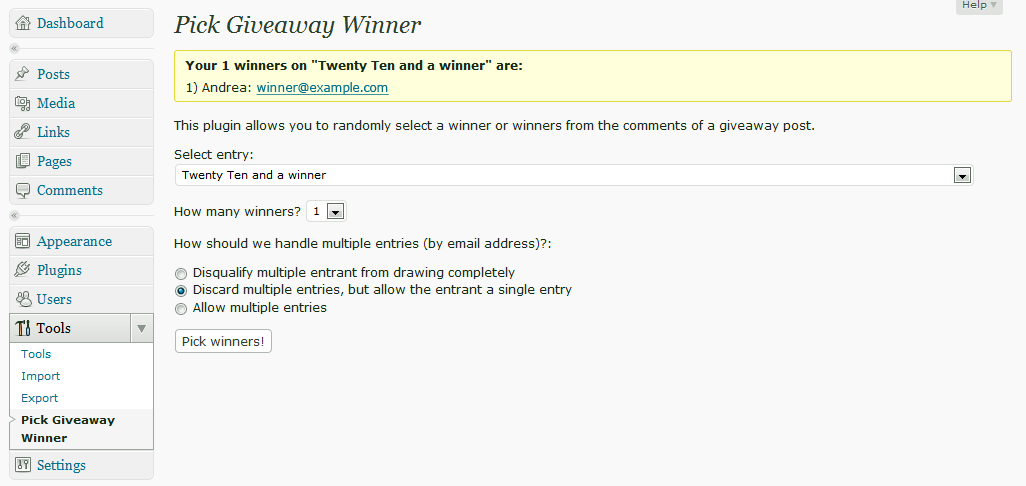 Dashboard
Posts
Media
Links
Pages
Comments
Appearance
Plugins
Users
Tools
Tools
Import
Export
Pick Giveaway
Winner
Settings
Help
Pick Giveaway Winner
Your 1 winners on "Twenty Ten and a winner" are:
1) Andrea: winner@example.com
This plugin allows you to randomly select a winner or winners from the comments of a giveaway post.
Select entry:
Twenty Ten and a winner
How many winners? 1
How should we handle multiple entries (by email address)?:
Disqualify multiple entrant from drawing completely
Discard multiple entries, but allow the entrant a single entry
Allow multiple entries
Pick winners!